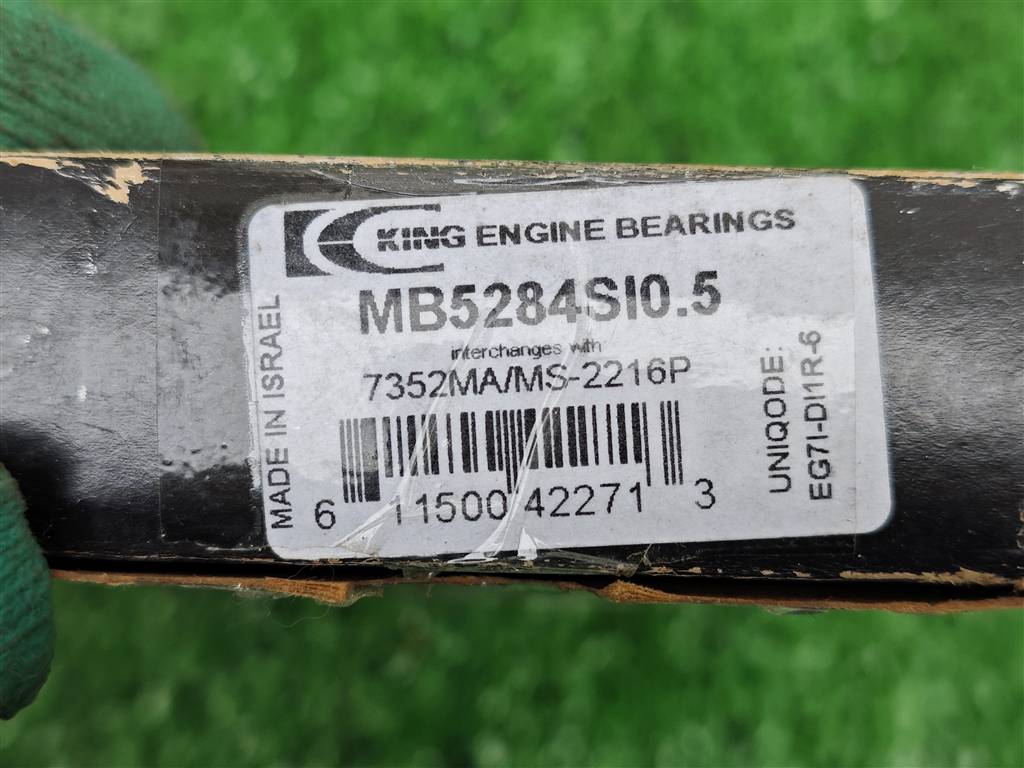 KING ENGINE BEARINGS
MB5284SI0.5
interchanges with
7352MA/MS-2216P
6 11500 42271 3
MADE IN ISRAEL
UNIQODE:
EG7I-DI1R-6